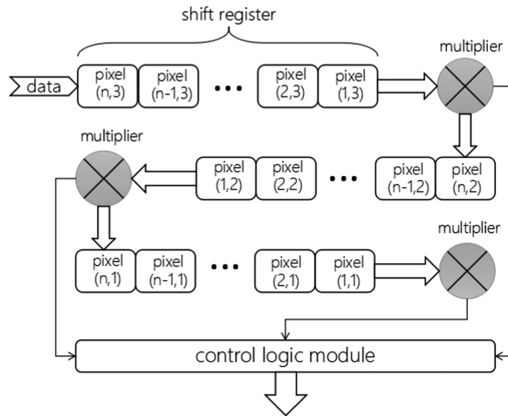 shift register
multiplier
data
pixel
(n,3)
pixel
(n-1,3)
•••
pixel
(2,3)
pixel
(1,3)
multiplier
pixel
(1,2)
pixel
(2,2)
•••
pixel
(n-1,2)
pixel
(n,2)
multiplier
pixel
(n,1)
pixel
(n-1,1)
•••
pixel
(2,1)
pixel
(1,1)
control logic module